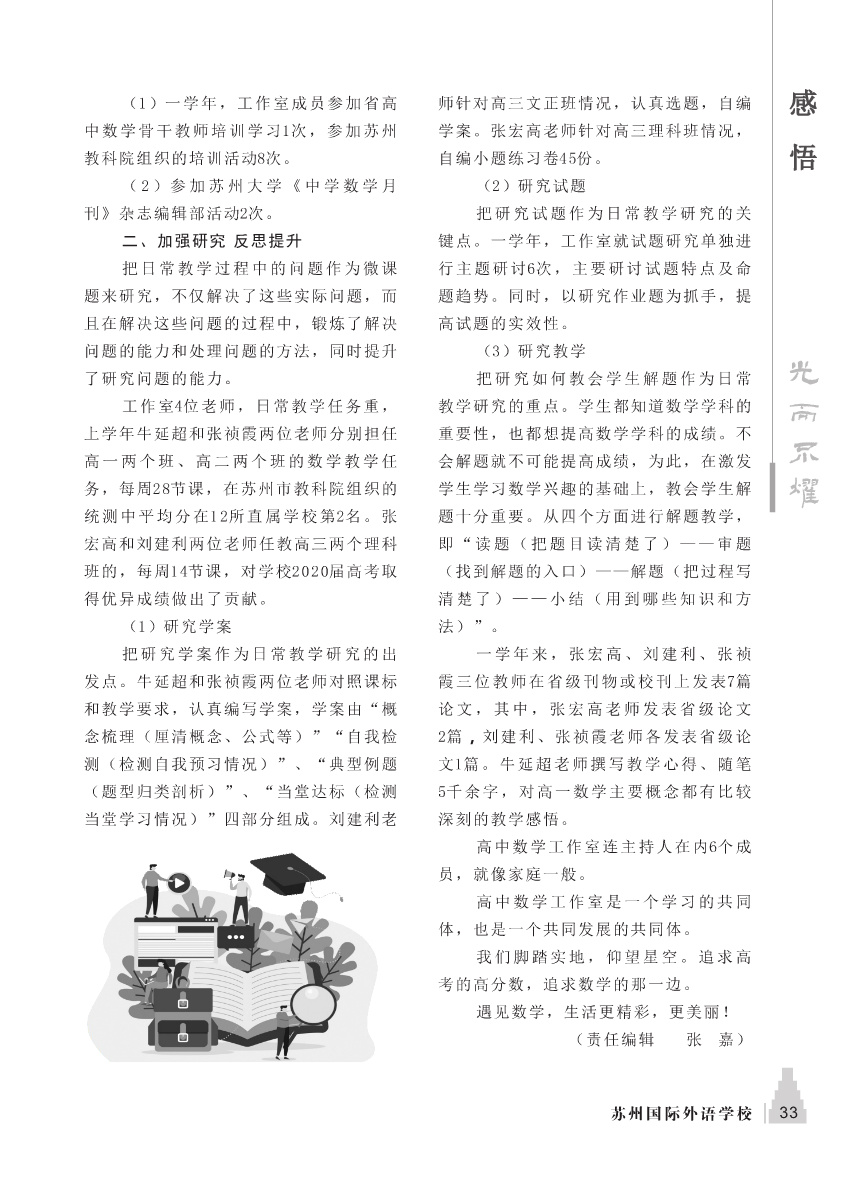 （1）一学年，工作室成员参加省高
中数学骨干教师培训学习1次，参加苏州
教科院组织的培训活动8次。
（2）参加苏州大学《中学数学月
刊》杂志编辑部活动2次。
二、加强研究 反思提升
把日常教学过程中的问题作为微课
题来研究，不仅解决了这些实际问题，而
且在解决这些问题的过程中，锻炼了解决
问题的能力和处理问题的方法，同时提升
了研究问题的能力。
工作室4位老师，日常教学任务重，
上学年牛延超和张祯霞两位老师分别担任
高一两个班、高二两个班的数学教学任
务，每周28节课，在苏州市教科院组织的
统测中平均分在12所直属学校第2名。张
宏高和刘建利两位老师任教高三两个理科
班的，每周14节课，对学校2020届高考取
得优异成绩做出了贡献。
（1）研究学案
把研究学案作为日常教学研究的出
发点。牛延超和张祯霞两位老师对照课标
和教学要求，认真编写学案，学案由“概
念梳理（厘清概念、公式等）”“自我检
测（检测自我预习情况）”、“典型例题
（题型归类剖析）”、“当堂达标（检测
当堂学习情况）”四部分组成。刘建利老
师针对高三文正班情况，认真选题，自编
学案。张宏高老师针对高三理科班情况，
自编小题练习卷45份。
（2）研究试题
把研究试题作为日常教学研究的关
键点。一学年，工作室就试题研究单独进
行主题研讨6次，主要研讨试题特点及命
题趋势。同时，以研究作业题为抓手，提
高试题的实效性。
（3）研究教学
把研究如何教会学生解题作为日常
教学研究的重点。学生都知道数学学科的
重要性，也都想提高数学学科的成绩。不
会解题就不可能提高成绩，为此，在激发
学生学习数学兴趣的基础上，教会学生解
题十分重要。从四个方面进行解题教学，
即“读题（把题目读清楚了）——审题
（找到解题的入口）——解题（把过程写
清楚了）——小结（用到哪些知识和方
法）”。
一学年来，张宏高、刘建利、张祯
霞三位教师在省级刊物或校刊上发表7篇
论文，其中，张宏高老师发表省级论文
2篇，刘建利、张祯霞老师各发表省级论
文1篇。牛延超老师撰写教学心得、随笔
5千余字，对高一数学主要概念都有比较
深刻的教学感悟。
高中数学工作室连主持人在内6个成
员，就像家庭一般。
高中数学工作室是一个学习的共同
体，也是一个共同发展的共同体。
我们脚踏实地，仰望星空。追求高
考的高分数，追求数学的那一边。
遇见数学，生活更精彩，更美丽！
（责任编辑　　张　嘉）
感悟
光而不耀
苏州国际外语学校 33